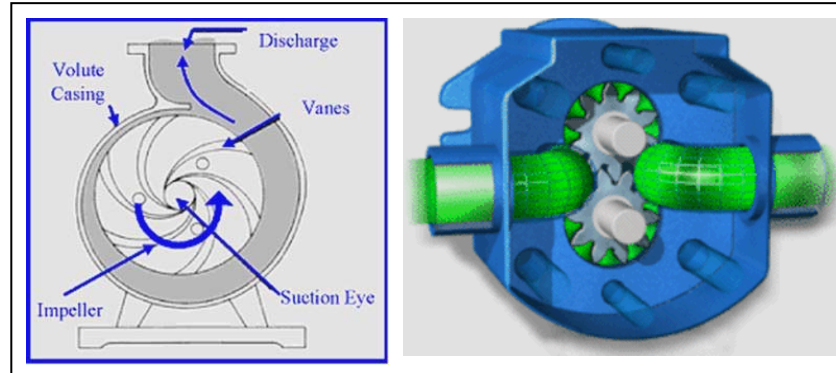 Discharge
Volute
Casing
Vanes
Impeller
Suction Eye